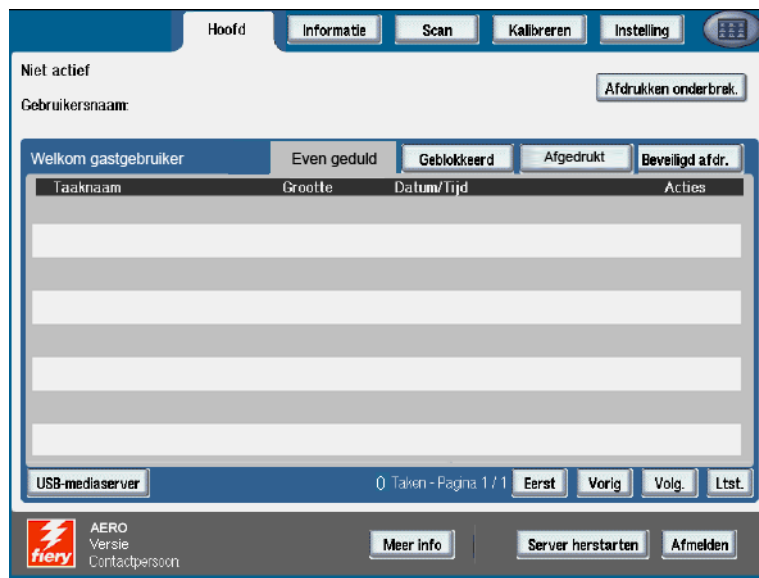 Hoofd Informatie Scan Kalibreren Instelling
Niet actief
Afdrukken onderbrek.
Gebruikersnaam:
Welkom gastgebruiker Even geduld Geblokkeerd Afgedrukt Beveiligd afdr.
Taaknaam Grootte Datum/Tijd Acties
USB-mediaserver 0 Taken - Pagina 1 / 1 Eerst Vorig Volg. Ltst.
fiery
AERO
Versie
Contactpersoon
Meer info Server herstarten Afmelden